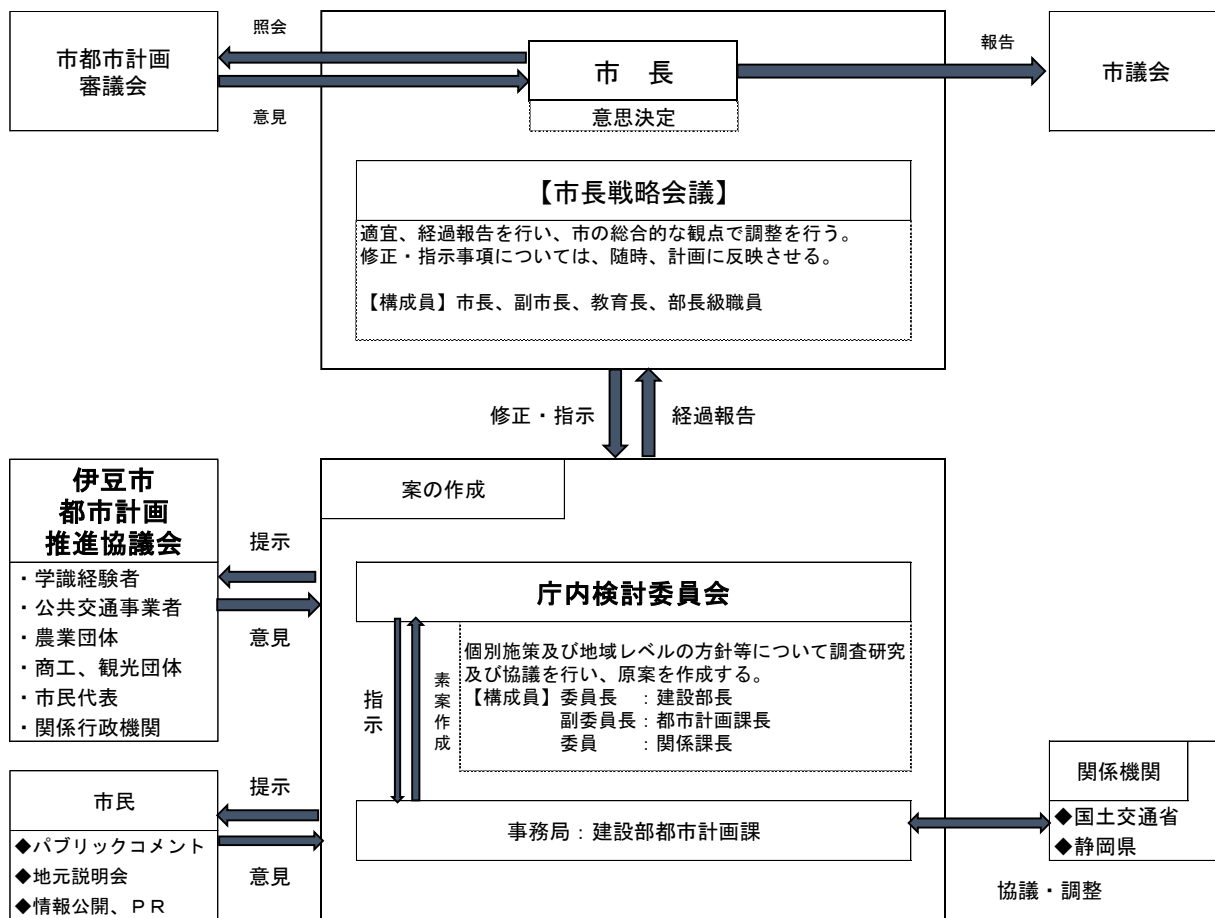 市都市計画
審議会
照会
意見
市　長
意思決定
報告
市議会
【市長戦略会議】
適宜、経過報告を行い、市の総合的な観点で調整を行う。
修正・指示事項については、随時、計画に反映させる。
【構成員】市長、副市長、教育長、部長級職員
修正・指示
経過報告
伊豆市
都市計画
推進協議会
・学識経験者
・公共交通事業者
・農業団体
・商工、観光団体
・市民代表
・関係行政機関
提示
意見
案の作成
庁内検討委員会
個別施策及び地域レベルの方針等について調査研究
及び協議を行い、原案を作成する。
【構成員】委員長　：建設部長
副委員長：都市計画課長
委員　　：関係課長
指示
素案作成
事務局：建設部都市計画課
市民
◆パブリックコメント
◆地元説明会
◆情報公開、ＰＲ
提示
意見
関係機関
◆国土交通省
◆静岡県
協議・調整